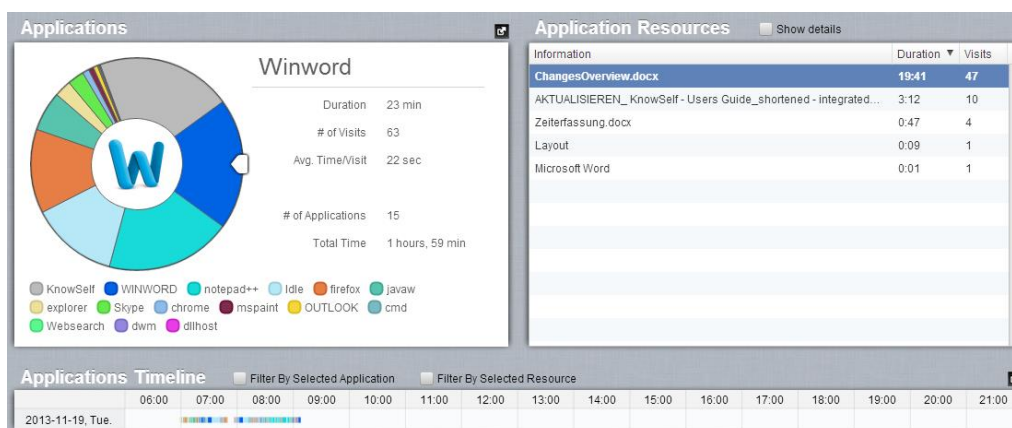 Applications
Winword
Duration 23 min
# of Visits 63
Avg. Time/Visit 22 sec
# of Applications 15
Total Time 1 hours, 59 min
KnowSelf WINWORD notepad++ Idle firefox javaw
explorer Skype chrome mspaint OUTLOOK cmd
Websearch dwm dllhost
Application Resources Show details
Information Duration ▼ Visits
ChangesOverview.docx 19:41 47
AKTUALISIEREN_ KnowSelf - Users Guide_shortened - integrated... 3:12 10
Zeiterfassung.docx 0:47 4
Layout 0:09 1
Microsoft Word 0:01 1
Applications Timeline Filter By Selected Application Filter By Selected Resource
06:00 07:00 08:00 09:00 10:00 11:00 12:00 13:00 14:00 15:00 16:00 17:00 18:00 19:00 20:00 21:00
2013-11-19, Tue.